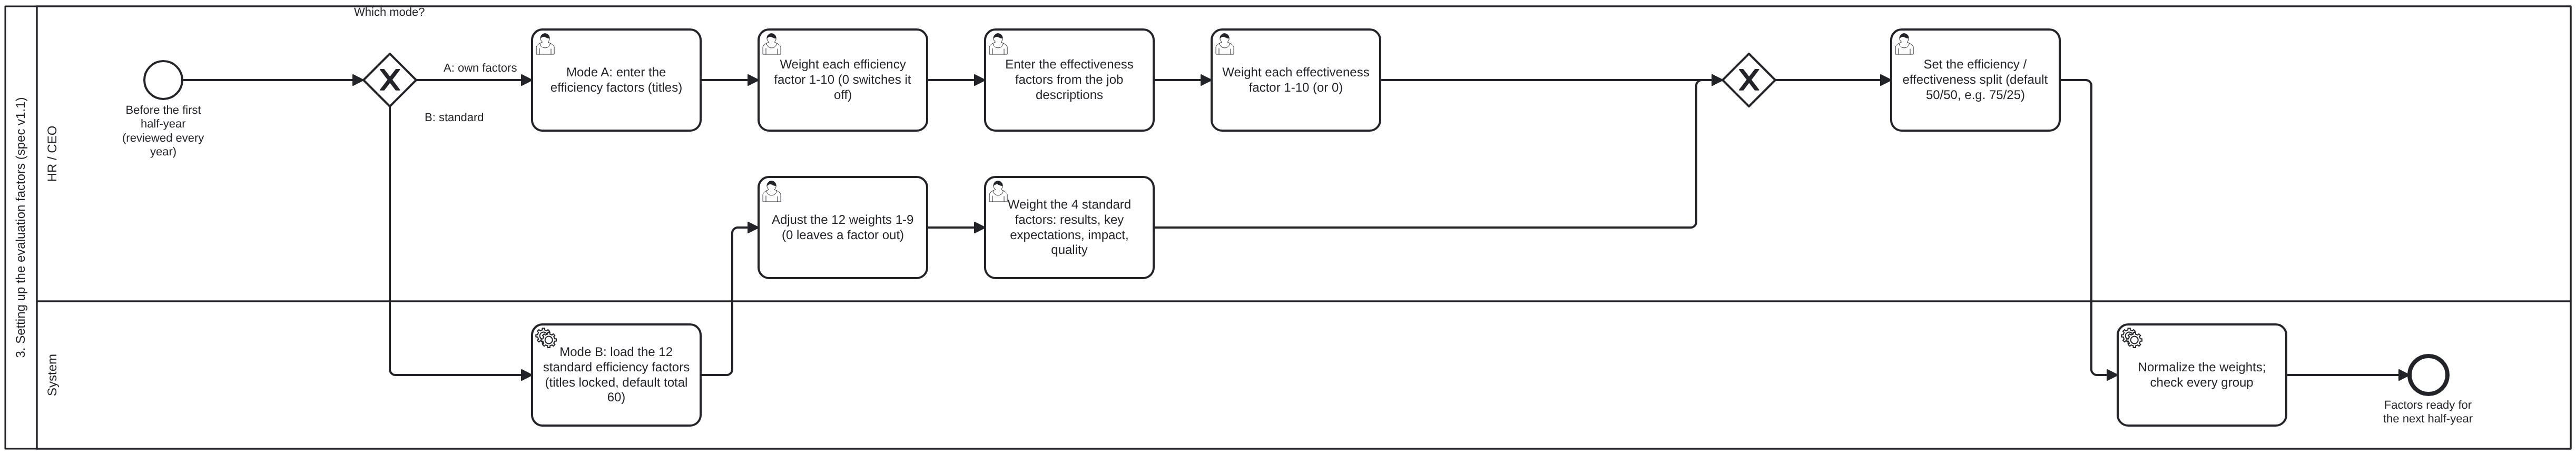 3. Setting up the evaluation factors (spec v1.1)
HR / CEO
System
Before the first
half-year
(reviewed every
year)
Which mode?
A: own factors
B: standard
Mode A: enter the
efficiency factors (titles)
Weight each efficiency
factor 1-10 (0 switches it
off)
Enter the effectiveness
factors from the job
descriptions
Weight each effectiveness
factor 1-10 (or 0)
Set the efficiency /
effectiveness split (default
50/50, e.g. 75/25)
Adjust the 12 weights 1-9
(0 leaves a factor out)
Weight the 4 standard
factors: results, key
expectations, impact,
quality
Mode B: load the 12
standard efficiency factors
(titles locked, default total
60)
Normalize the weights;
check every group
Factors ready for
the next half-year